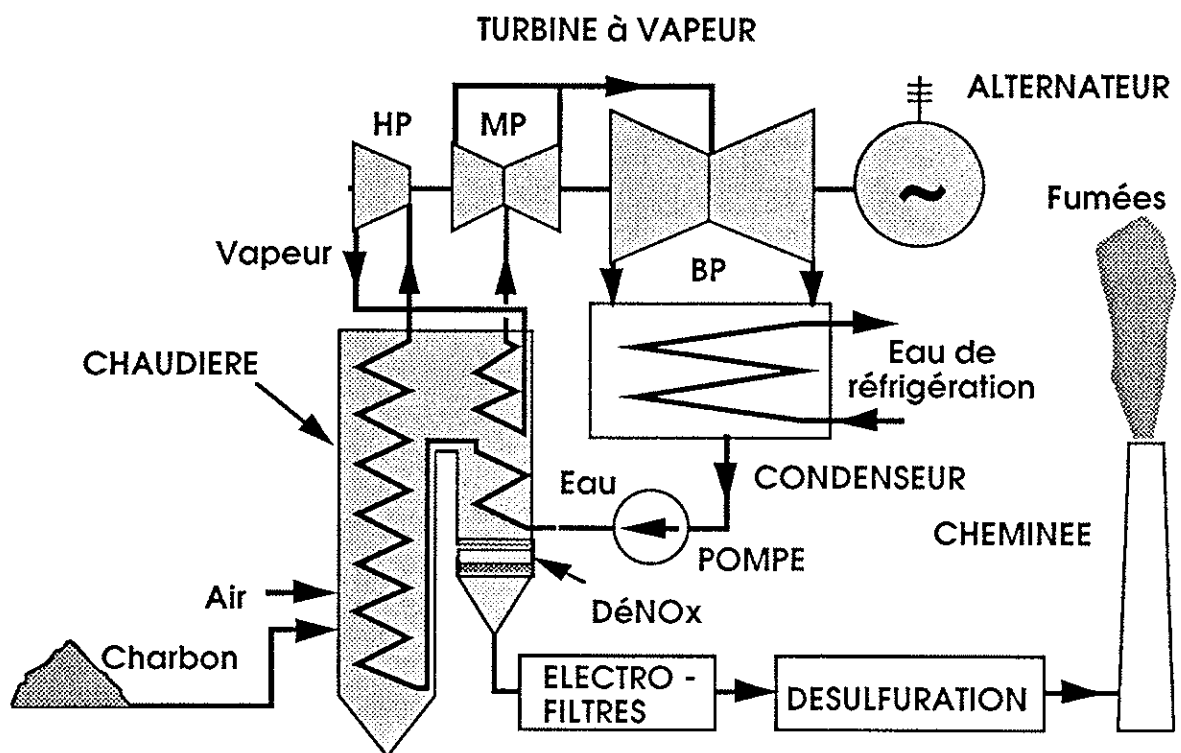 TURBINE à VAPEUR
ALTERNATEUR
HP
MP
~
Fumées
Vapeur
BP
CHAUDIERE
Eau de
réfrigération
Eau
CONDENSEUR
POMPE
CHEMINEE
Air
DéNOx
Charbon
ELECTRO -
FILTRES
DESULFURATION